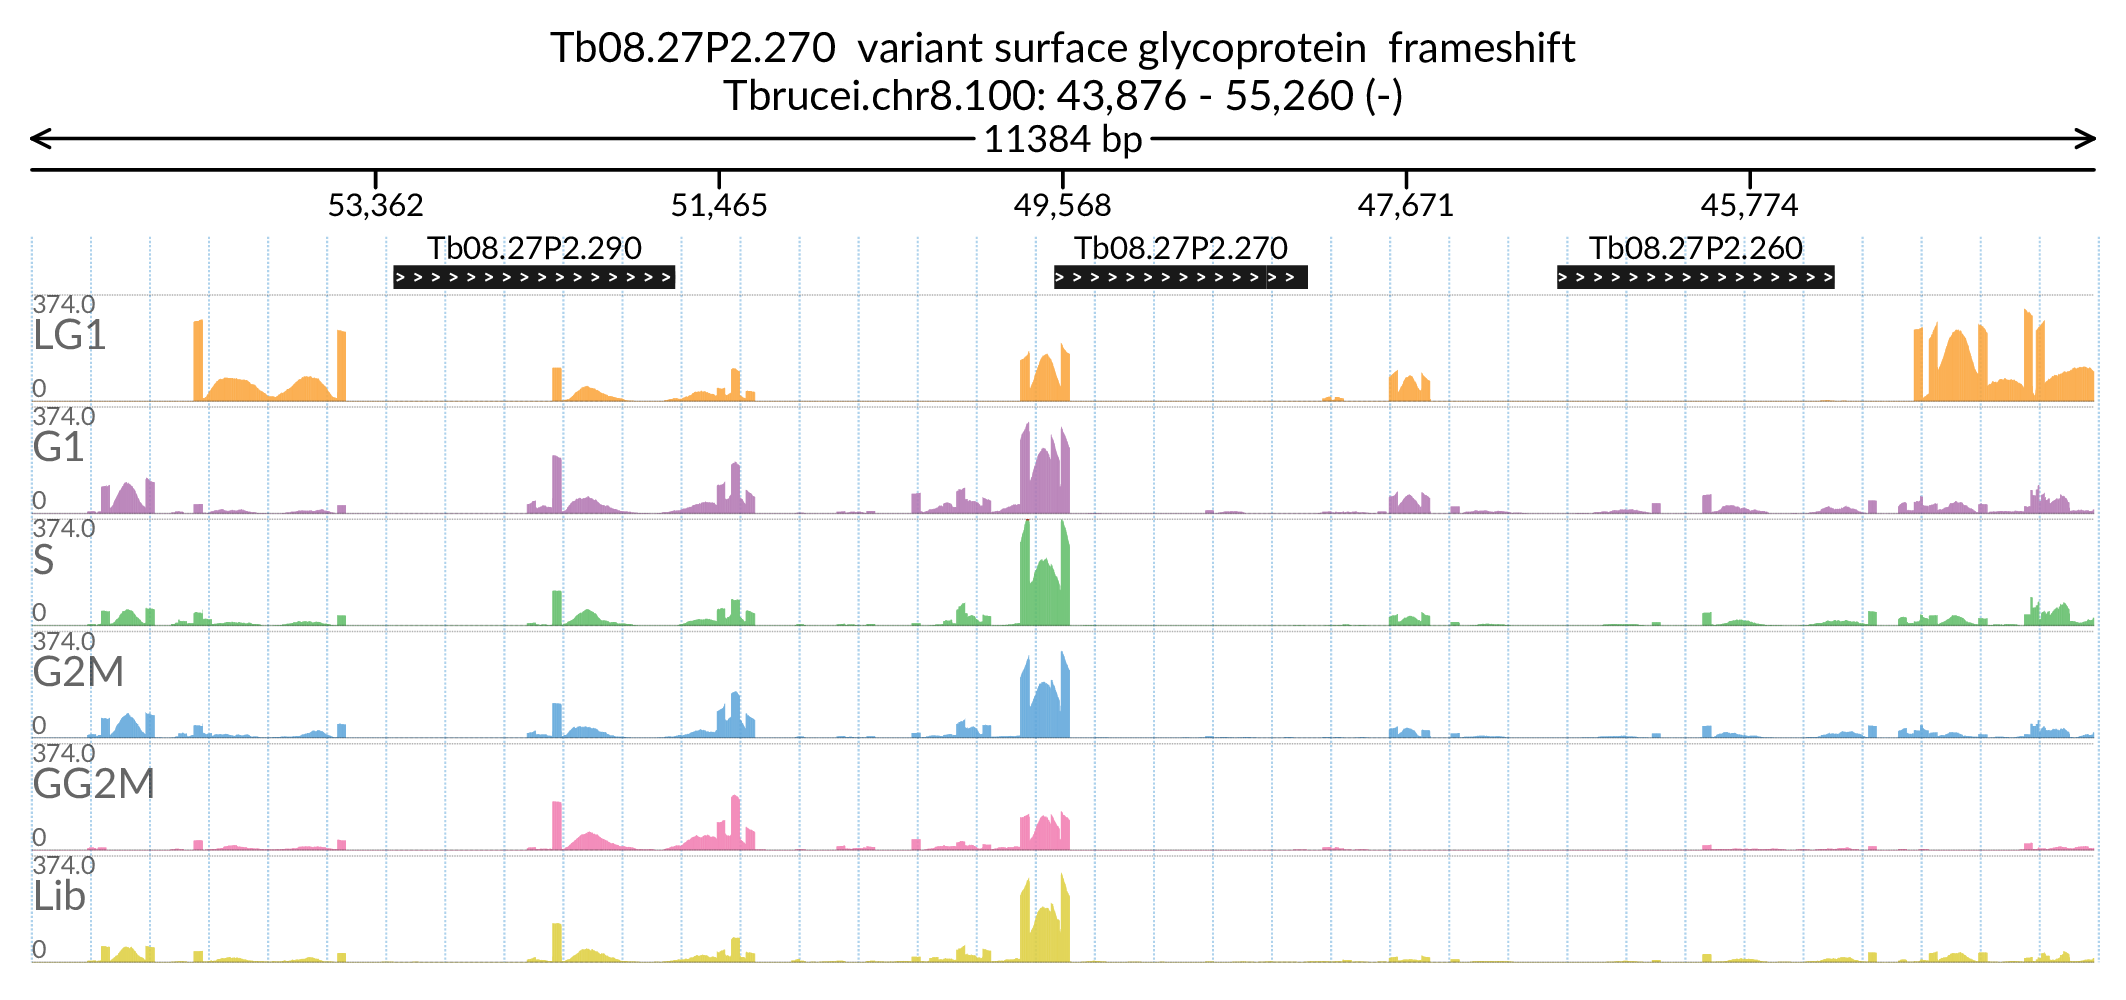 Tb08.27P2.270 variant surface glycoprotein frameshift
Tbrucei.chr8.100: 43,876 - 55,260 (-)
11384 bp
53,362 51,465 49,568 47,671 45,774
Tb08.27P2.290 Tb08.27P2.270 Tb08.27P2.260
374.0
LG1
0
374.0
G1
0
374.0
S
0
374.0
G2M
0
374.0
GG2M
0
374.0
Lib
0